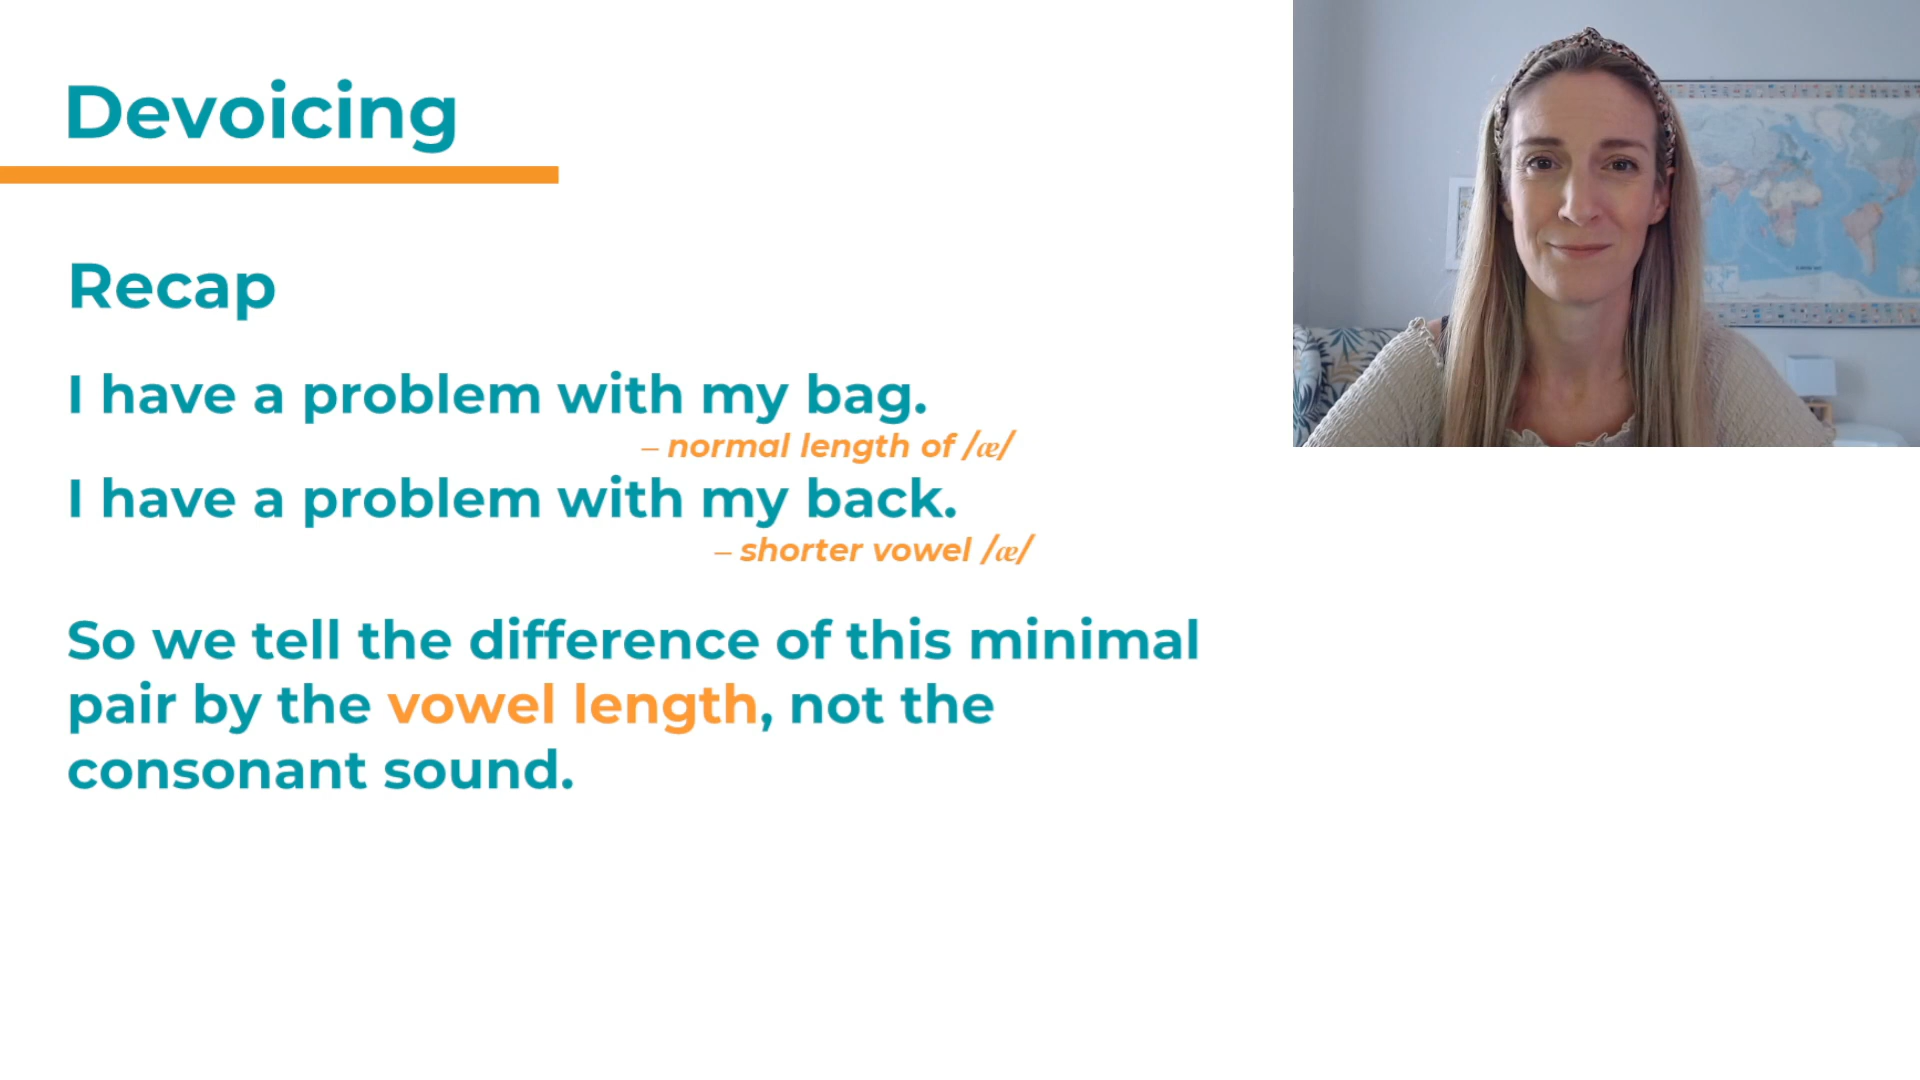 Devoicing
Recap
I have a problem with my bag.
– normal length of /æ/
I have a problem with my back.
– shorter vowel /æ/
So we tell the difference of this minimal
pair by the vowel length, not the
consonant sound.